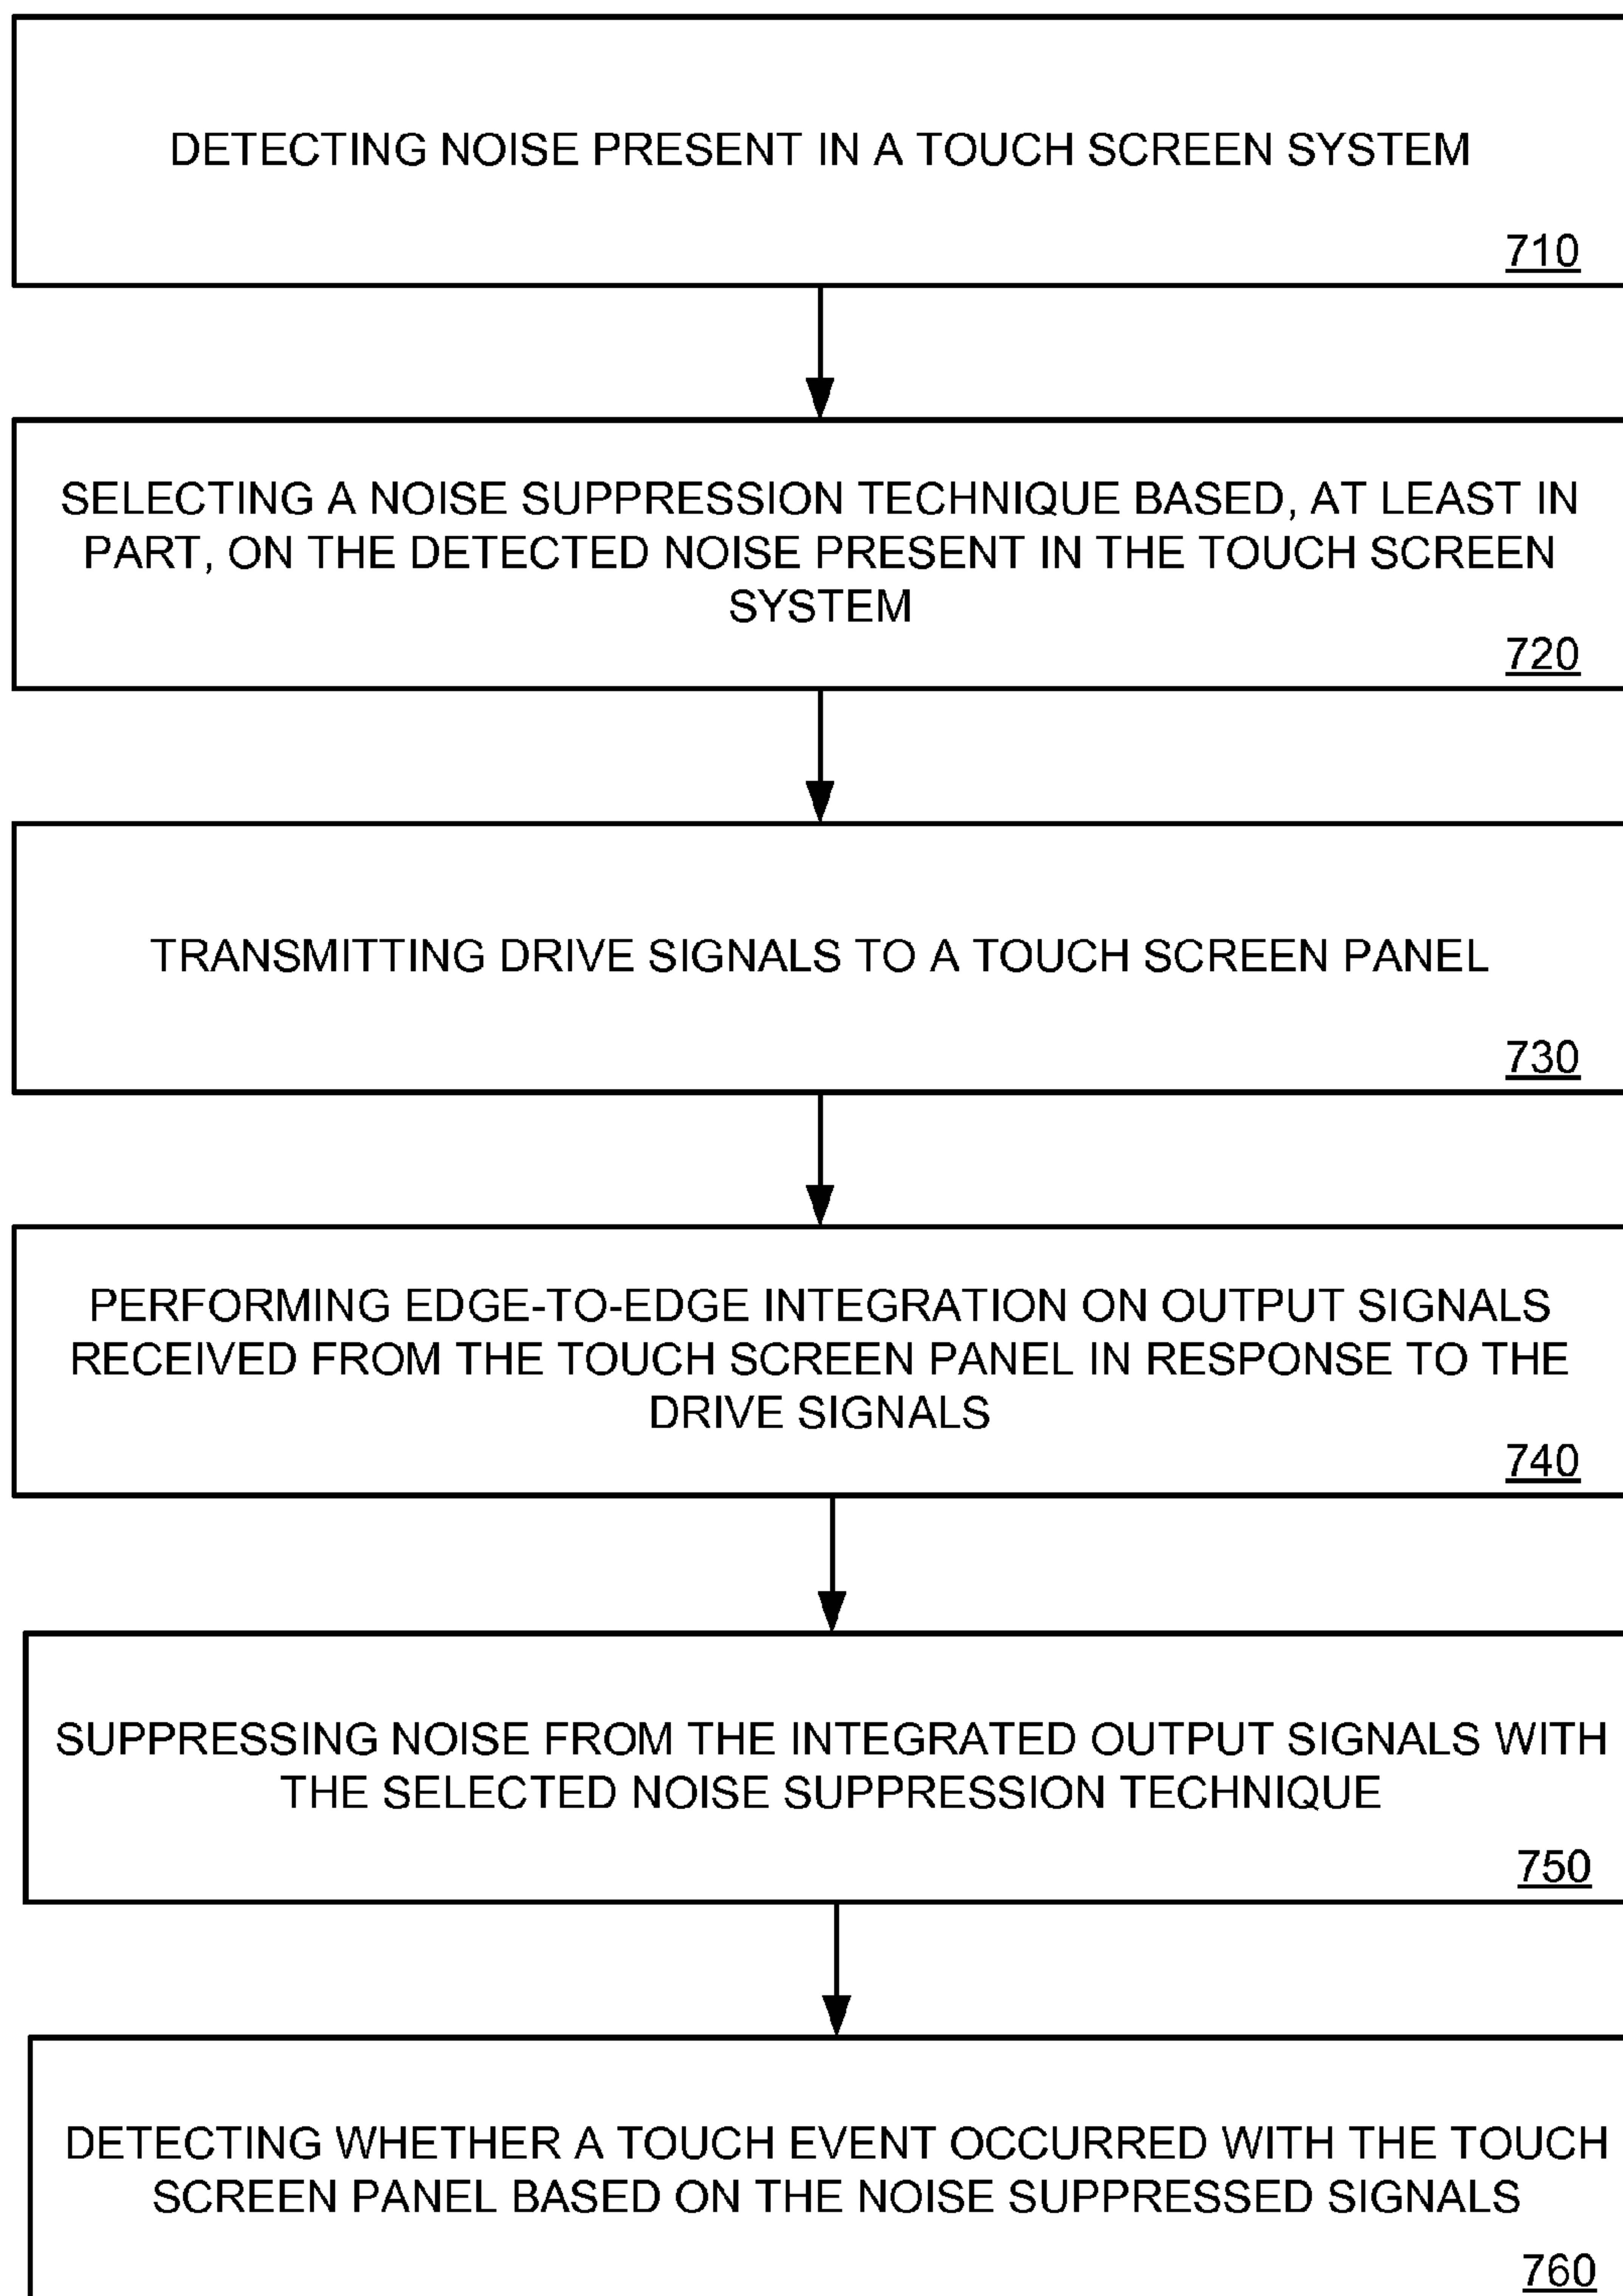 DETECTING NOISE PRESENT IN A TOUCH SCREEN SYSTEM
710
SELECTING A NOISE SUPPRESSION TECHNIQUE BASED, AT LEAST IN
PART, ON THE DETECTED NOISE PRESENT IN THE TOUCH SCREEN
SYSTEM
720
TRANSMITTING DRIVE SIGNALS TO A TOUCH SCREEN PANEL
730
PERFORMING EDGE-TO-EDGE INTEGRATION ON OUTPUT SIGNALS
RECEIVED FROM THE TOUCH SCREEN PANEL IN RESPONSE TO THE
DRIVE SIGNALS
740
SUPPRESSING NOISE FROM THE INTEGRATED OUTPUT SIGNALS WITH
THE SELECTED NOISE SUPPRESSION TECHNIQUE
750
DETECTING WHETHER A TOUCH EVENT OCCURRED WITH THE TOUCH
SCREEN PANEL BASED ON THE NOISE SUPPRESSED SIGNALS
760